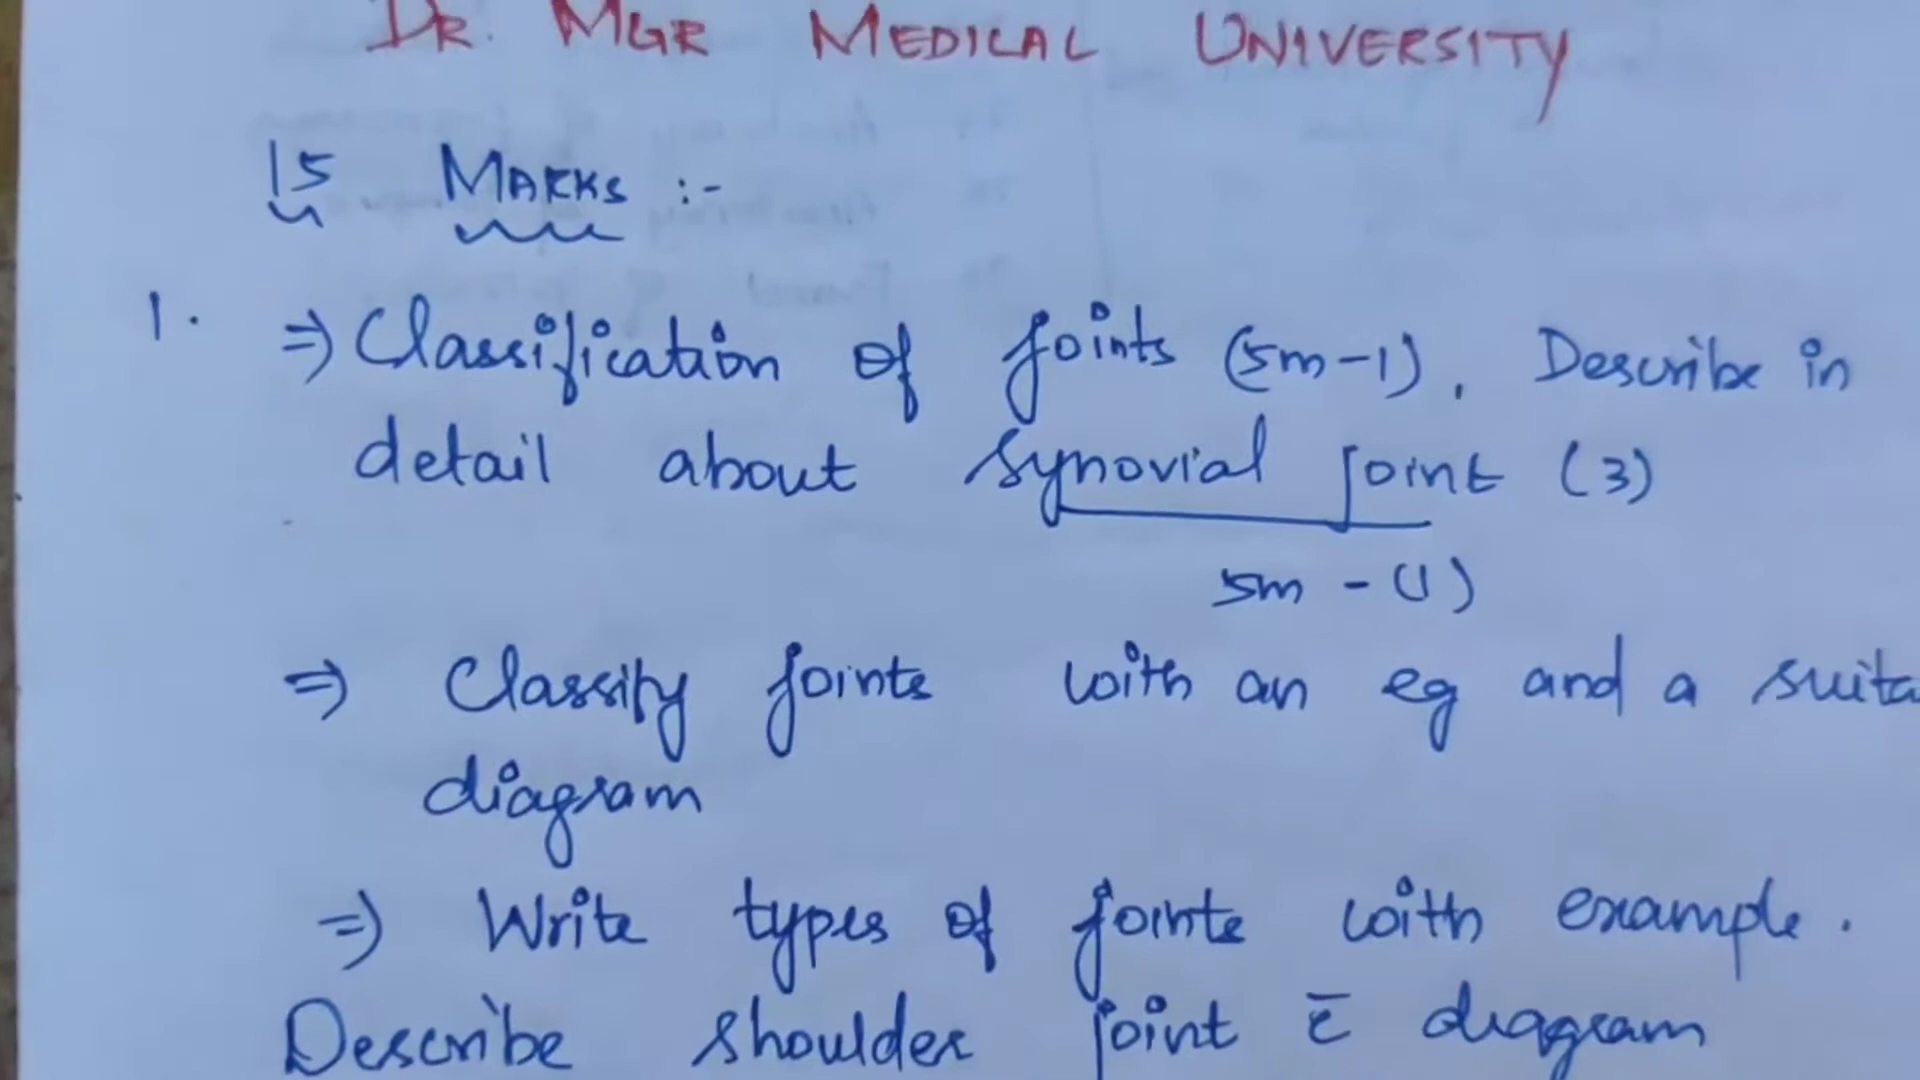 DR. MGR MEDICAL UNIVERSITY
15 MARKS :-
1. ⇒ Classification of joints (5m-1). Describe in
detail about synovial joint (3)
5m - (1)
⇒ Classify joints with an eg and a suita
diagram
⇒ Write types of joints with example.
Describe shoulder joint c̄ diagram